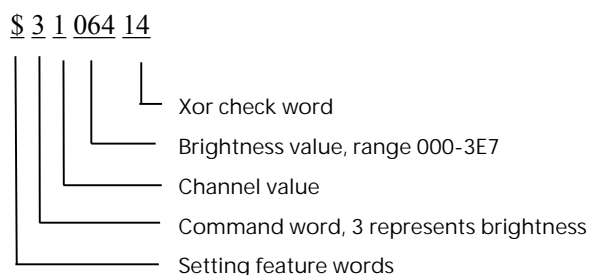 $ 3 1 064 14
Xor check word
Brightness value, range 000-3E7
Channel value
Command word, 3 represents brightness
Setting feature words